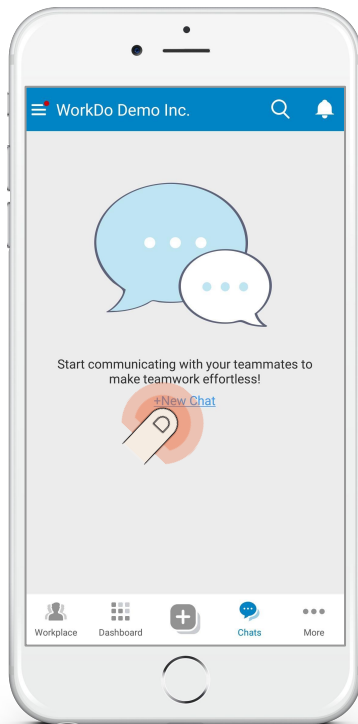 WorkDo Demo Inc.
Start communicating with your teammates to
make teamwork effortless!
+New Chat
Workplace
Dashboard
Chats
More